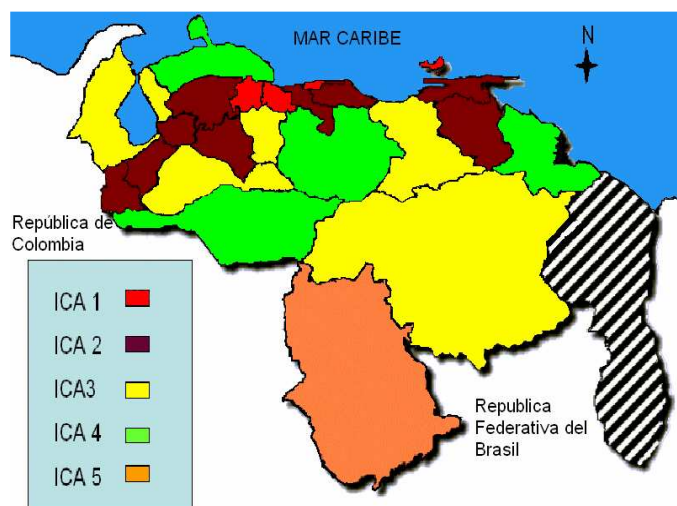 MAR CARIBE
N
República de
Colombia
ICA 1
ICA 2
ICA3
ICA 4
ICA 5
Republica
Federativa del
Brasil